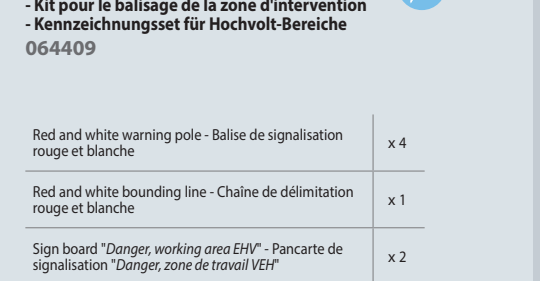 - Kit pour le balisage de la zone d'intervention
- Kennzeichnungsset für Hochvolt-Bereiche
064409
Red and white warning pole - Balise de signalisation
rouge et blanche
x 4
Red and white bounding line - Chaîne de délimitation
rouge et blanche
x 1
Sign board "Danger, working area EHV" - Pancarte de
signalisation "Danger, zone de travail VEH"
x 2